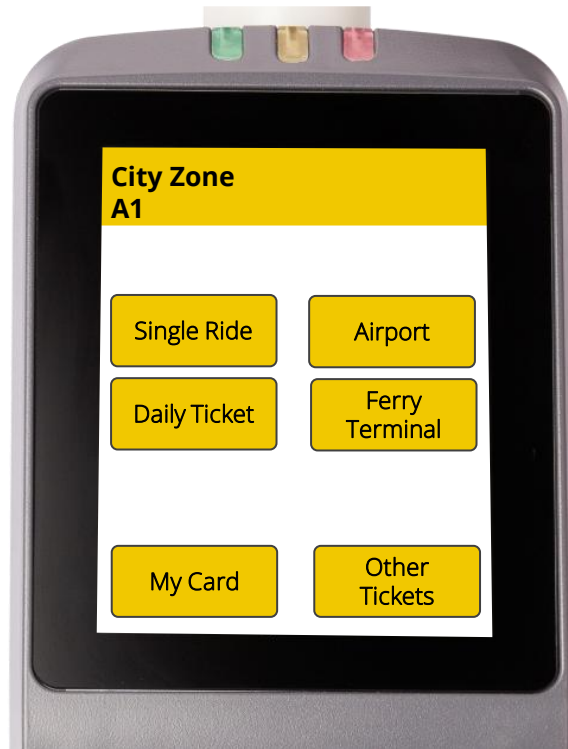 City Zone
A1
Single Ride
Airport
Daily Ticket
Ferry
Terminal
My Card
Other
Tickets